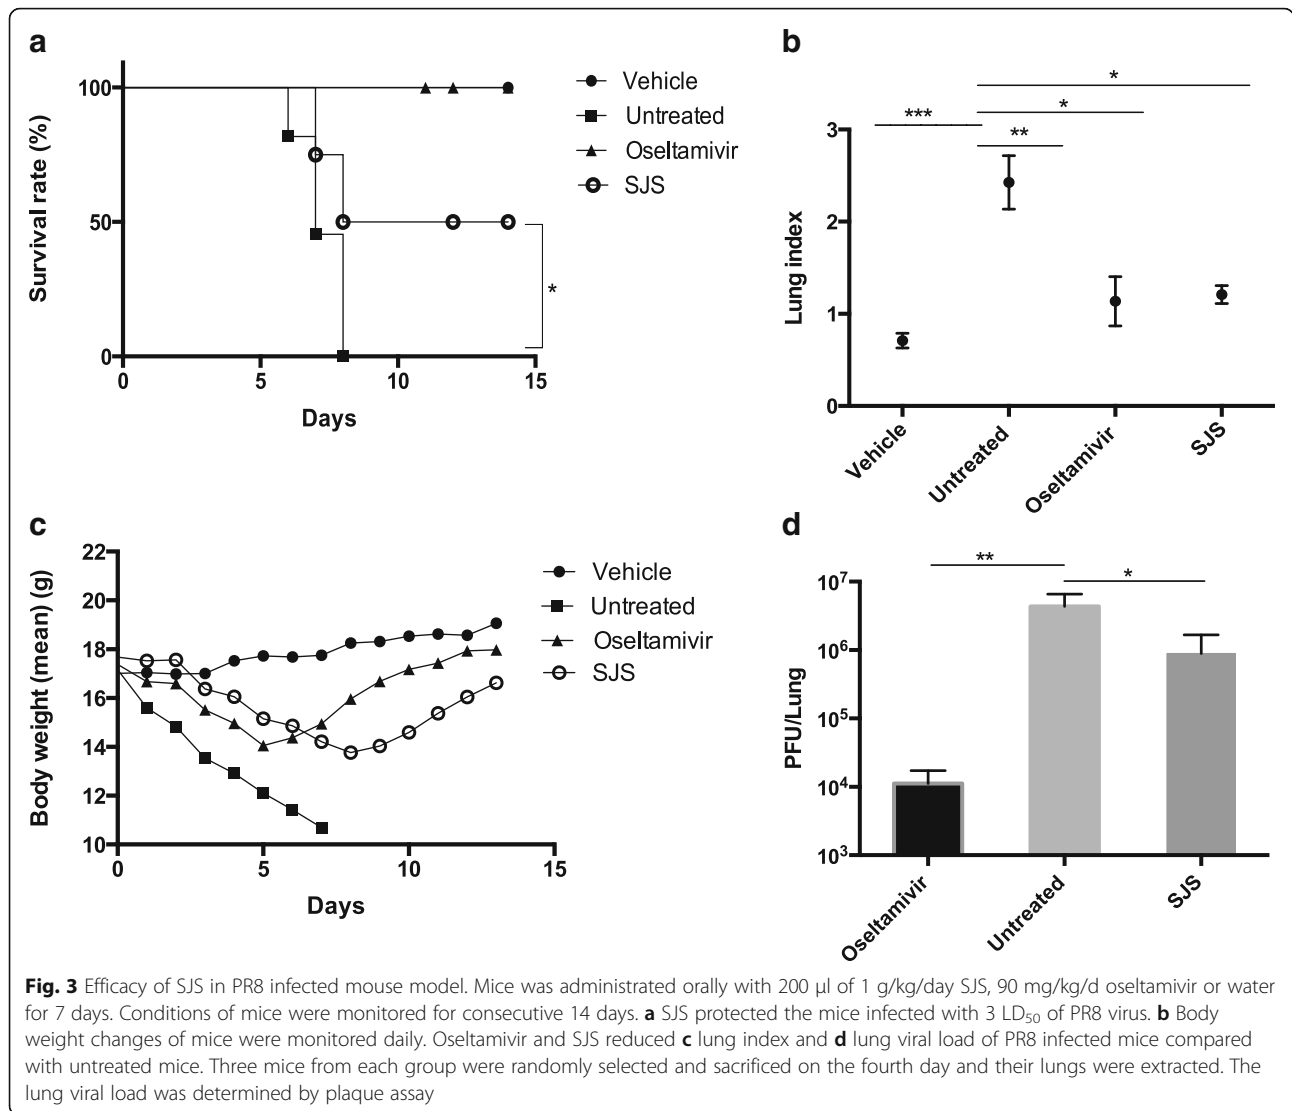 a
100
50
0
Survival rate (%)
0 5 10 15
Days
Vehicle
Untreated
Oseltamivir
SJS
*
b
3
2
1
0
Lung index
***
**
*
*
Vehicle
Untreated
Oseltamivir
SJS
c
22
20
18
16
14
12
10
Body weight (mean) (g)
0 5 10 15
Days
Vehicle
Untreated
Oseltamivir
SJS
d
10⁷
10⁶
10⁵
10⁴
10³
PFU/Lung
**
*
Oseltamivir
Untreated
SJS
Fig. 3 Efficacy of SJS in PR8 infected mouse model. Mice was administrated orally with 200 μl of 1 g/kg/day SJS, 90 mg/kg/d oseltamivir or water
for 7 days. Conditions of mice were monitored for consecutive 14 days. a SJS protected the mice infected with 3 LD₅₀ of PR8 virus. b Body
weight changes of mice were monitored daily. Oseltamivir and SJS reduced c lung index and d lung viral load of PR8 infected mice compared
with untreated mice. Three mice from each group were randomly selected and sacrificed on the fourth day and their lungs were extracted. The
lung viral load was determined by plaque assay